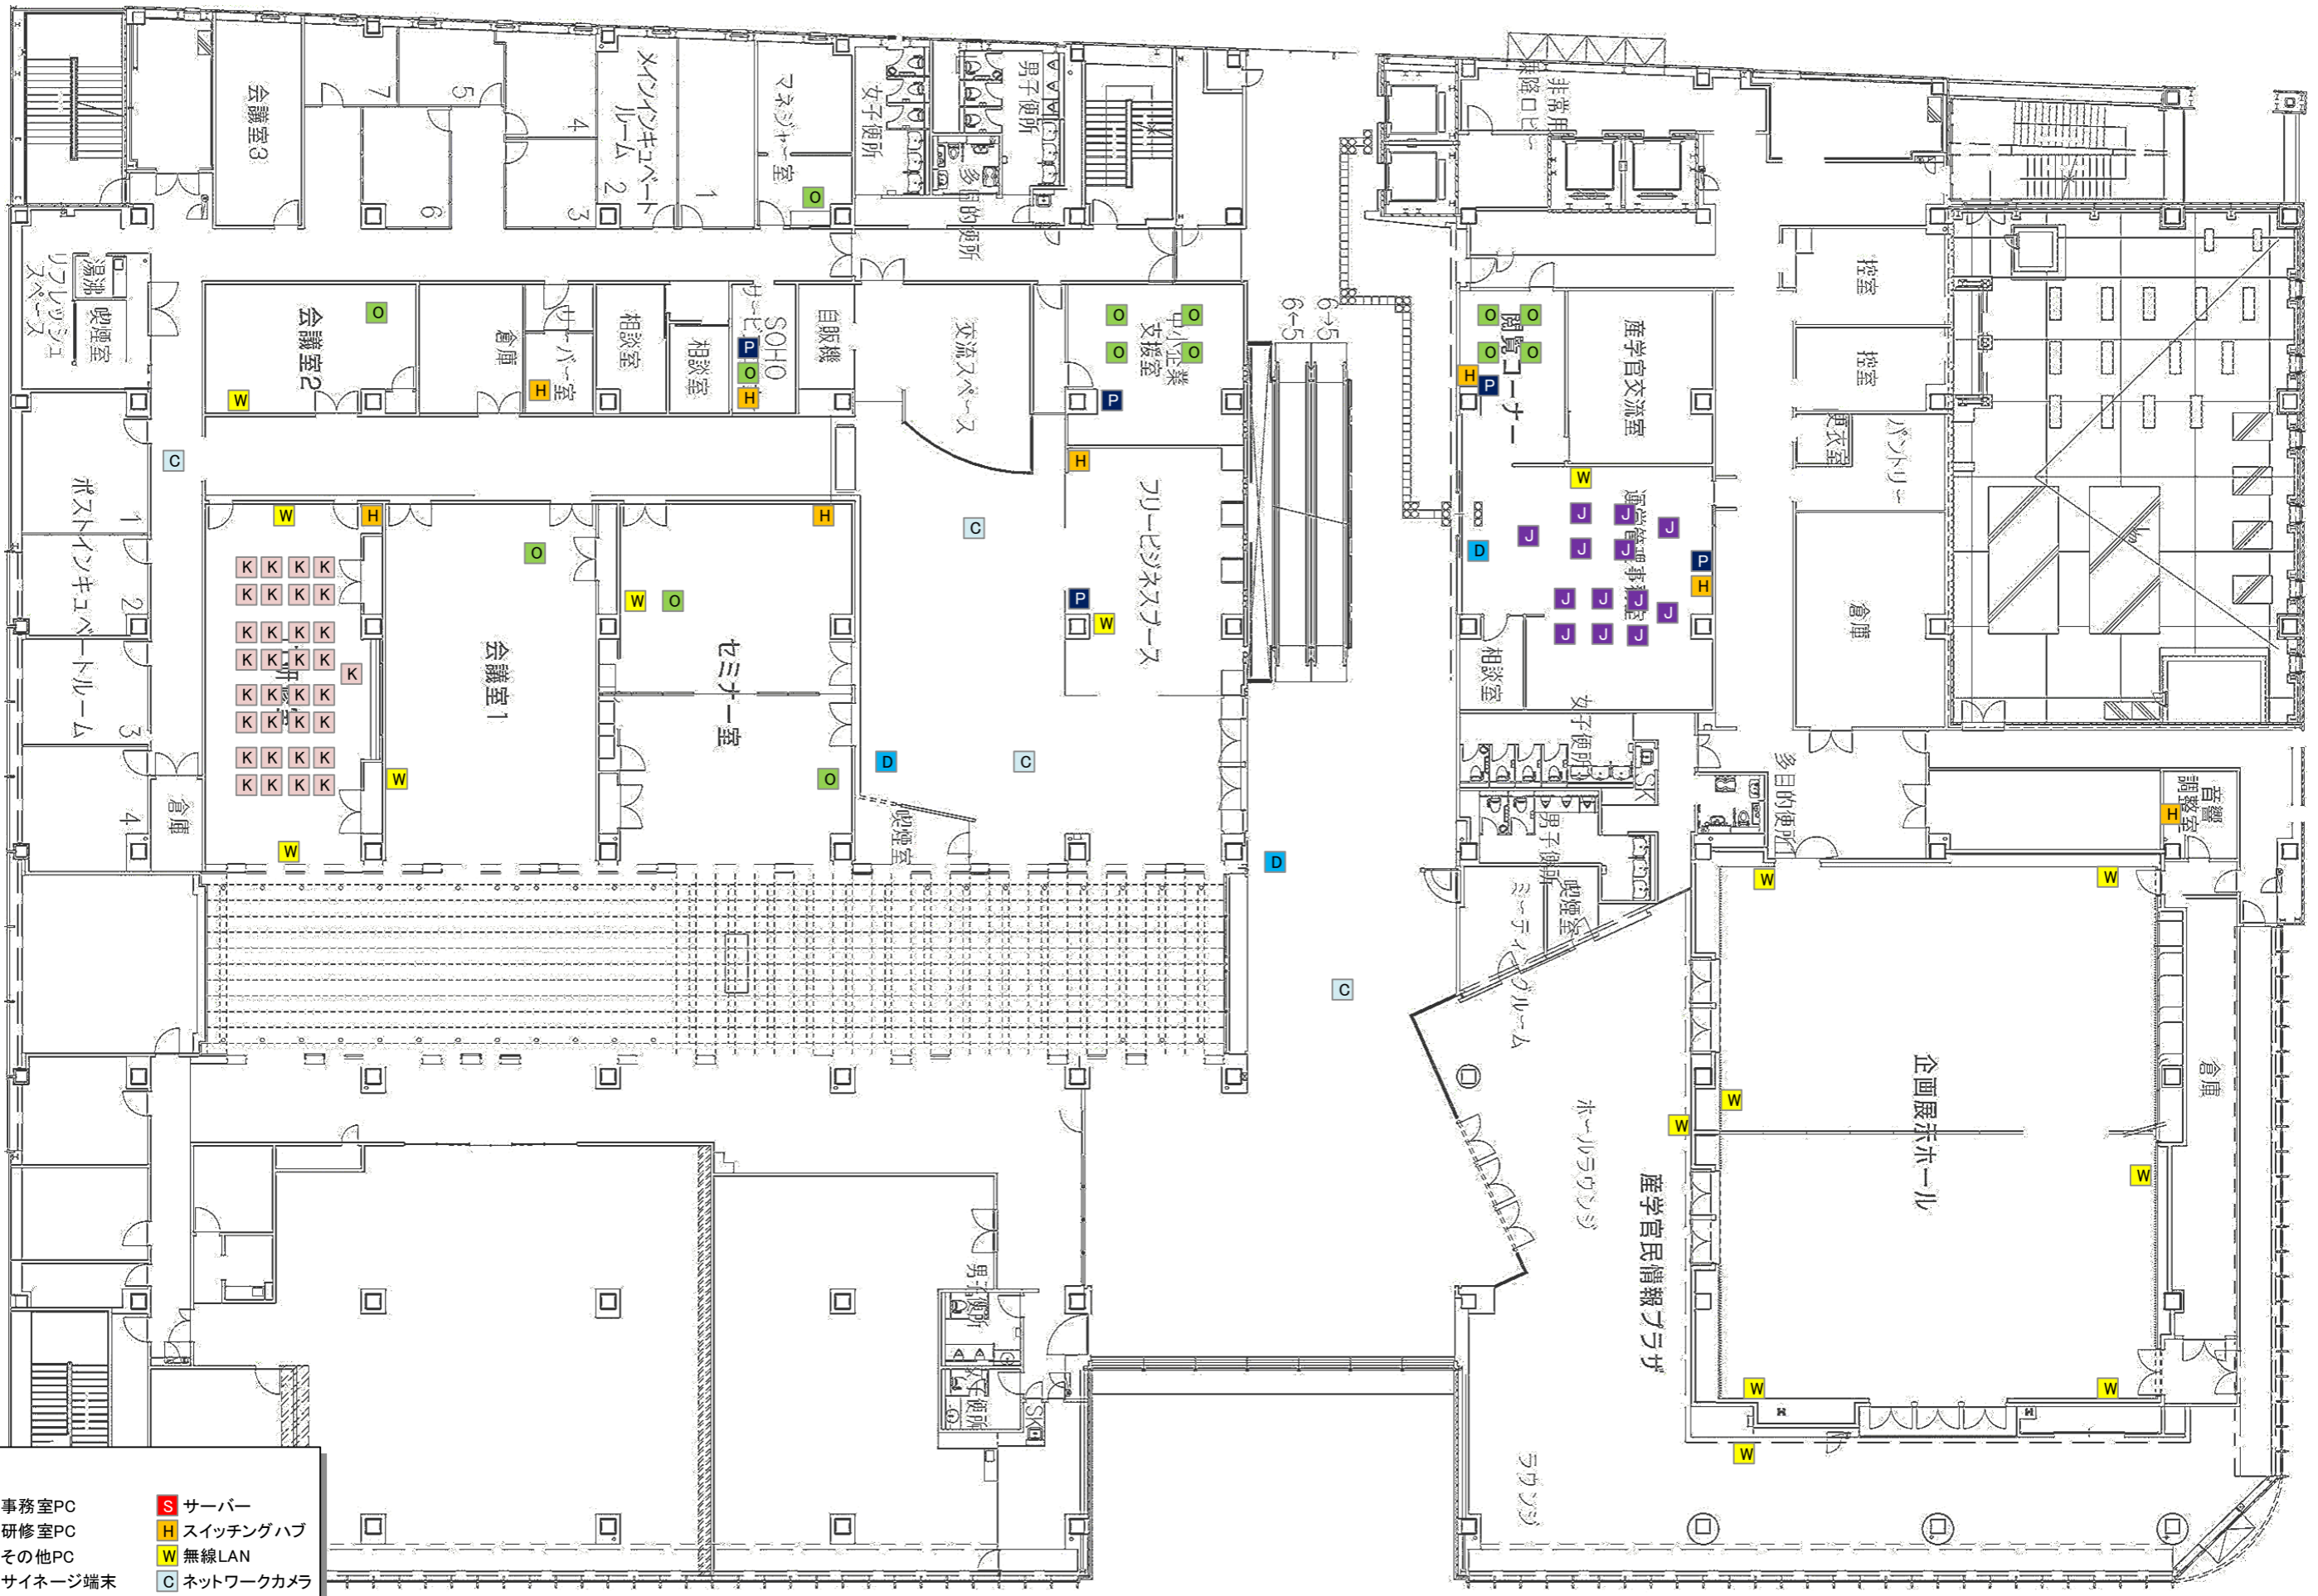 会議室3
7
5
6
4
3
メインインキュベート
ルーム 2
1
マネジャー室
女子便所
男子便所
多目的便所
非常用
乗降ロビー
湯沸
リフレッシュ
スペース
喫煙室
会議室2
倉庫
サーバー室
相談室
相談室
SOHO
自販機
交流スペース
中小企業
支援室
6←5
6→5
閲覧コーナー
産学官交流室
控室
控室
更衣室
パントリー
倉庫
ポストインキュベートルーム
1
2
3
4
倉庫
会議室1
セミナー室
フリービジネスブース
喫煙室
運営管理事務室
相談室
女子便所
SK
男子便所
多目的便所
喫煙室
ミーティングルーム
音響
調整室
企画展示ホール
倉庫
ホールラウンジ
産学官民情報プラザ
ラウンジ
男子便所
女子便所
SK
O
O
O O
O O
P
W
H
P
O
H
O O
O O
H
P
C
H
W
H
O
H
C
W
J J J
J
J J
D
P
H
J J J J
J J J
K K K K
K K K K
K K K K
K K K K
K
K K K K
K K K K
K K K K
K K K K
W
O
P
W
W
O
D
C
W
D
H
W
W
C
W
W
W
W
W
W
事務室PC
研修室PC
その他PC
サイネージ端末
S サーバー
H スイッチングハブ
W 無線LAN
C ネットワークカメラ